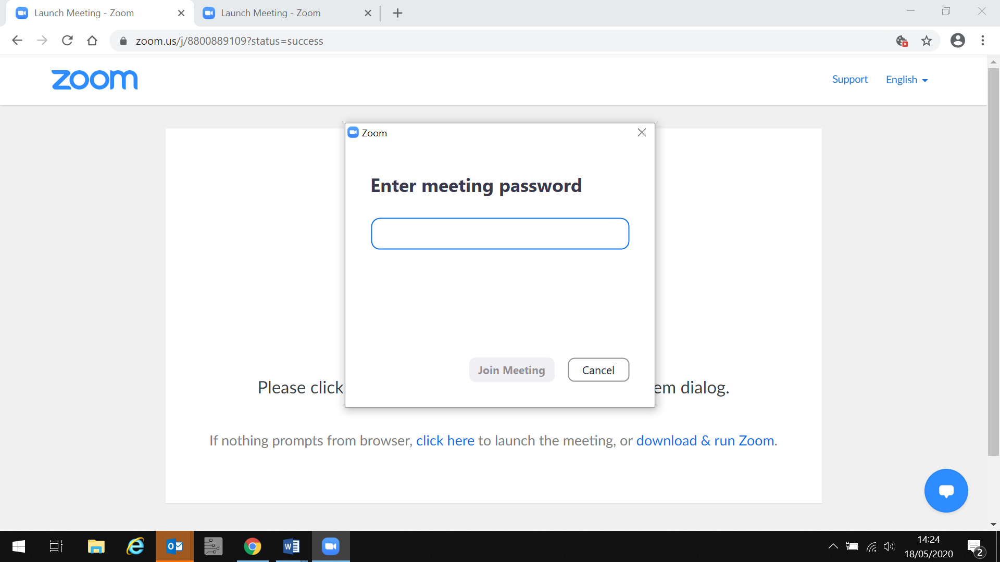 Launch Meeting - Zoom
Launch Meeting - Zoom
zoom.us/j/8800889109?status=success
zoom
Support
English
Zoom
Enter meeting password
Join Meeting
Cancel
Please click
em dialog.
If nothing prompts from browser, click here to launch the meeting, or download & run Zoom.
14:24
18/05/2020
2